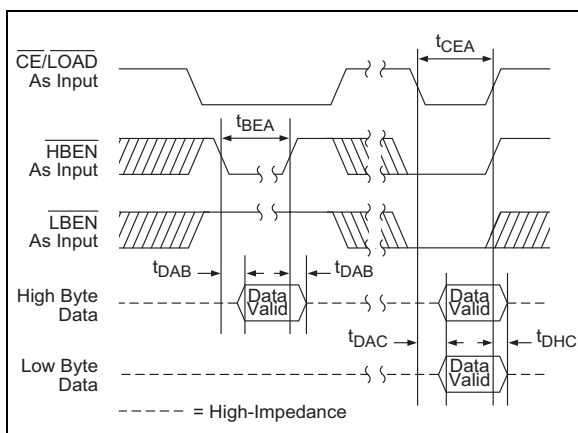 CE/LOAD
As Input
tCEA
tBEA
HBEN
As Input
LBEN
As Input
tDAB
tDAB
High Byte
Data
Data
Valid
Data
Valid
tDAC
tDHC
Low Byte
Data
Data
Valid
= High-Impedance